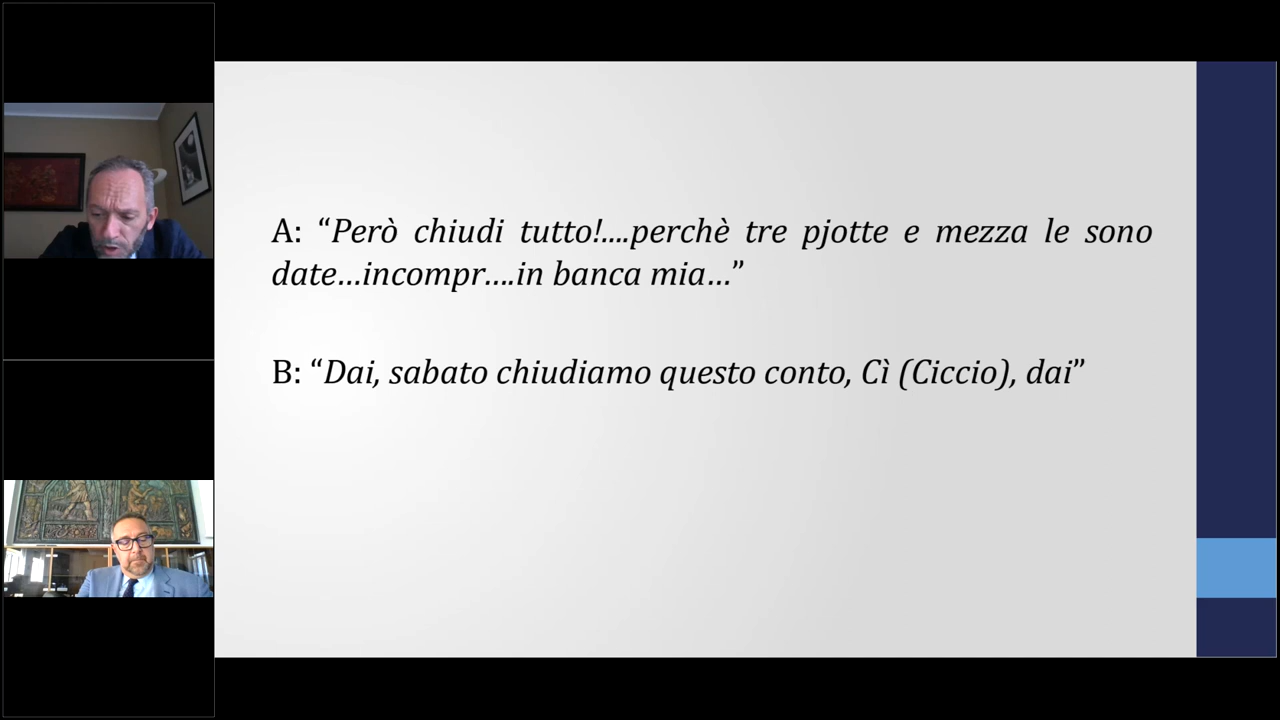 A: “Però chiudi tutto!....perchè tre pjotte e mezza le sono
date…incompr….in banca mia…”
B: “Dai, sabato chiudiamo questo conto, Cì (Ciccio), dai”